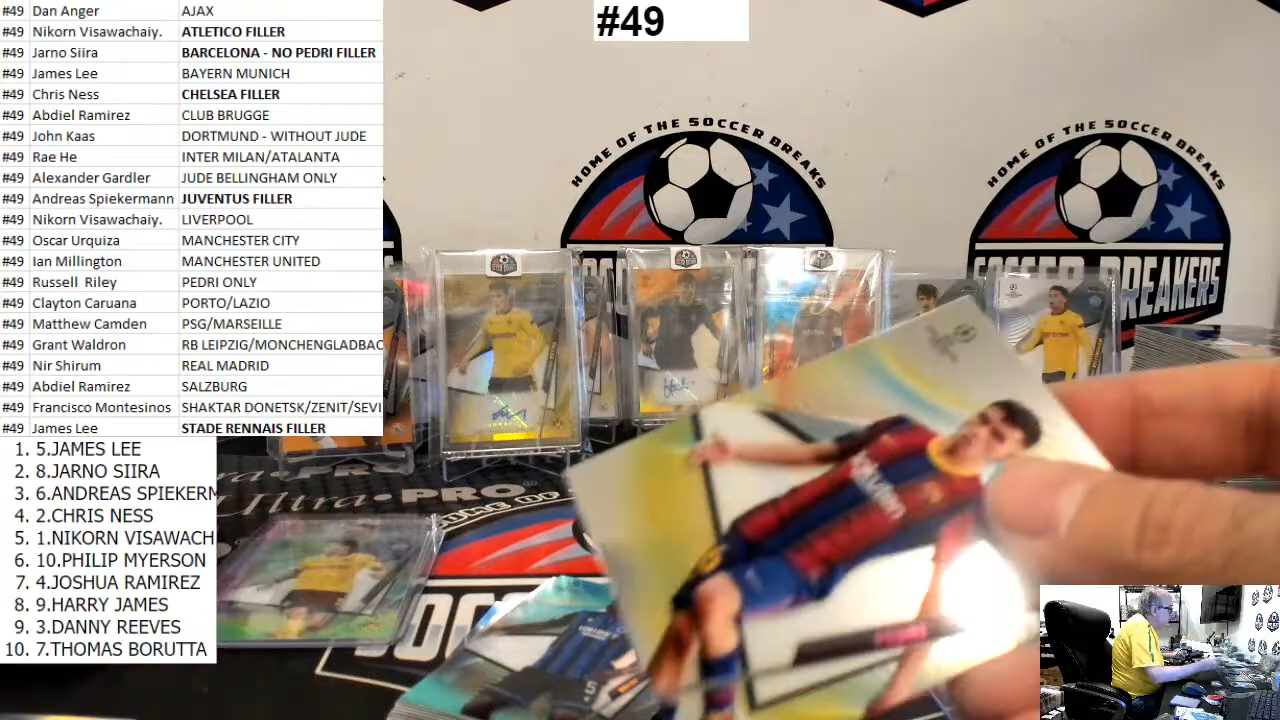 #49 Dan Anger AJAX
#49 Nikorn Visawachaiy. ATLETICO FILLER
#49 Jarno Siira BARCELONA - NO PEDRI FILLER
#49 James Lee BAYERN MUNICH
#49 Chris Ness CHELSEA FILLER
#49 Abdiel Ramirez CLUB BRUGGE
#49 John Kaas DORTMUND - WITHOUT JUDE
#49 Rae He INTER MILAN/ATALANTA
#49 Alexander Gardler JUDE BELLINGHAM ONLY
#49 Andreas Spiekermann JUVENTUS FILLER
#49 Nikorn Visawachaiy. LIVERPOOL
#49 Oscar Urquiza MANCHESTER CITY
#49 Ian Millington MANCHESTER UNITED
#49 Russell Riley PEDRI ONLY
#49 Clayton Caruana PORTO/LAZIO
#49 Matthew Camden PSG/MARSEILLE
#49 Grant Waldron RB LEIPZIG/MONCHENGLADBAC
#49 Nir Shirum REAL MADRID
#49 Abdiel Ramirez SALZBURG
#49 Francisco Montesinos SHAKTAR DONETSK/ZENIT/SEVI
#49 James Lee STADE RENNAIS FILLER
1. 5.JAMES LEE
2. 8.JARNO SIIRA
3. 6.ANDREAS SPIEKERM
4. 2.CHRIS NESS
5. 1.NIKORN VISAWACH
6. 10.PHILIP MYERSON
7. 4.JOSHUA RAMIREZ
8. 9.HARRY JAMES
9. 3.DANNY REEVES
10. 7.THOMAS BORUTTA
#49
HOME OF THE SOCCER BREAKS
HOME OF THE SOCCER BREAKS
SOCCER BREAKERS
Ultra PRO